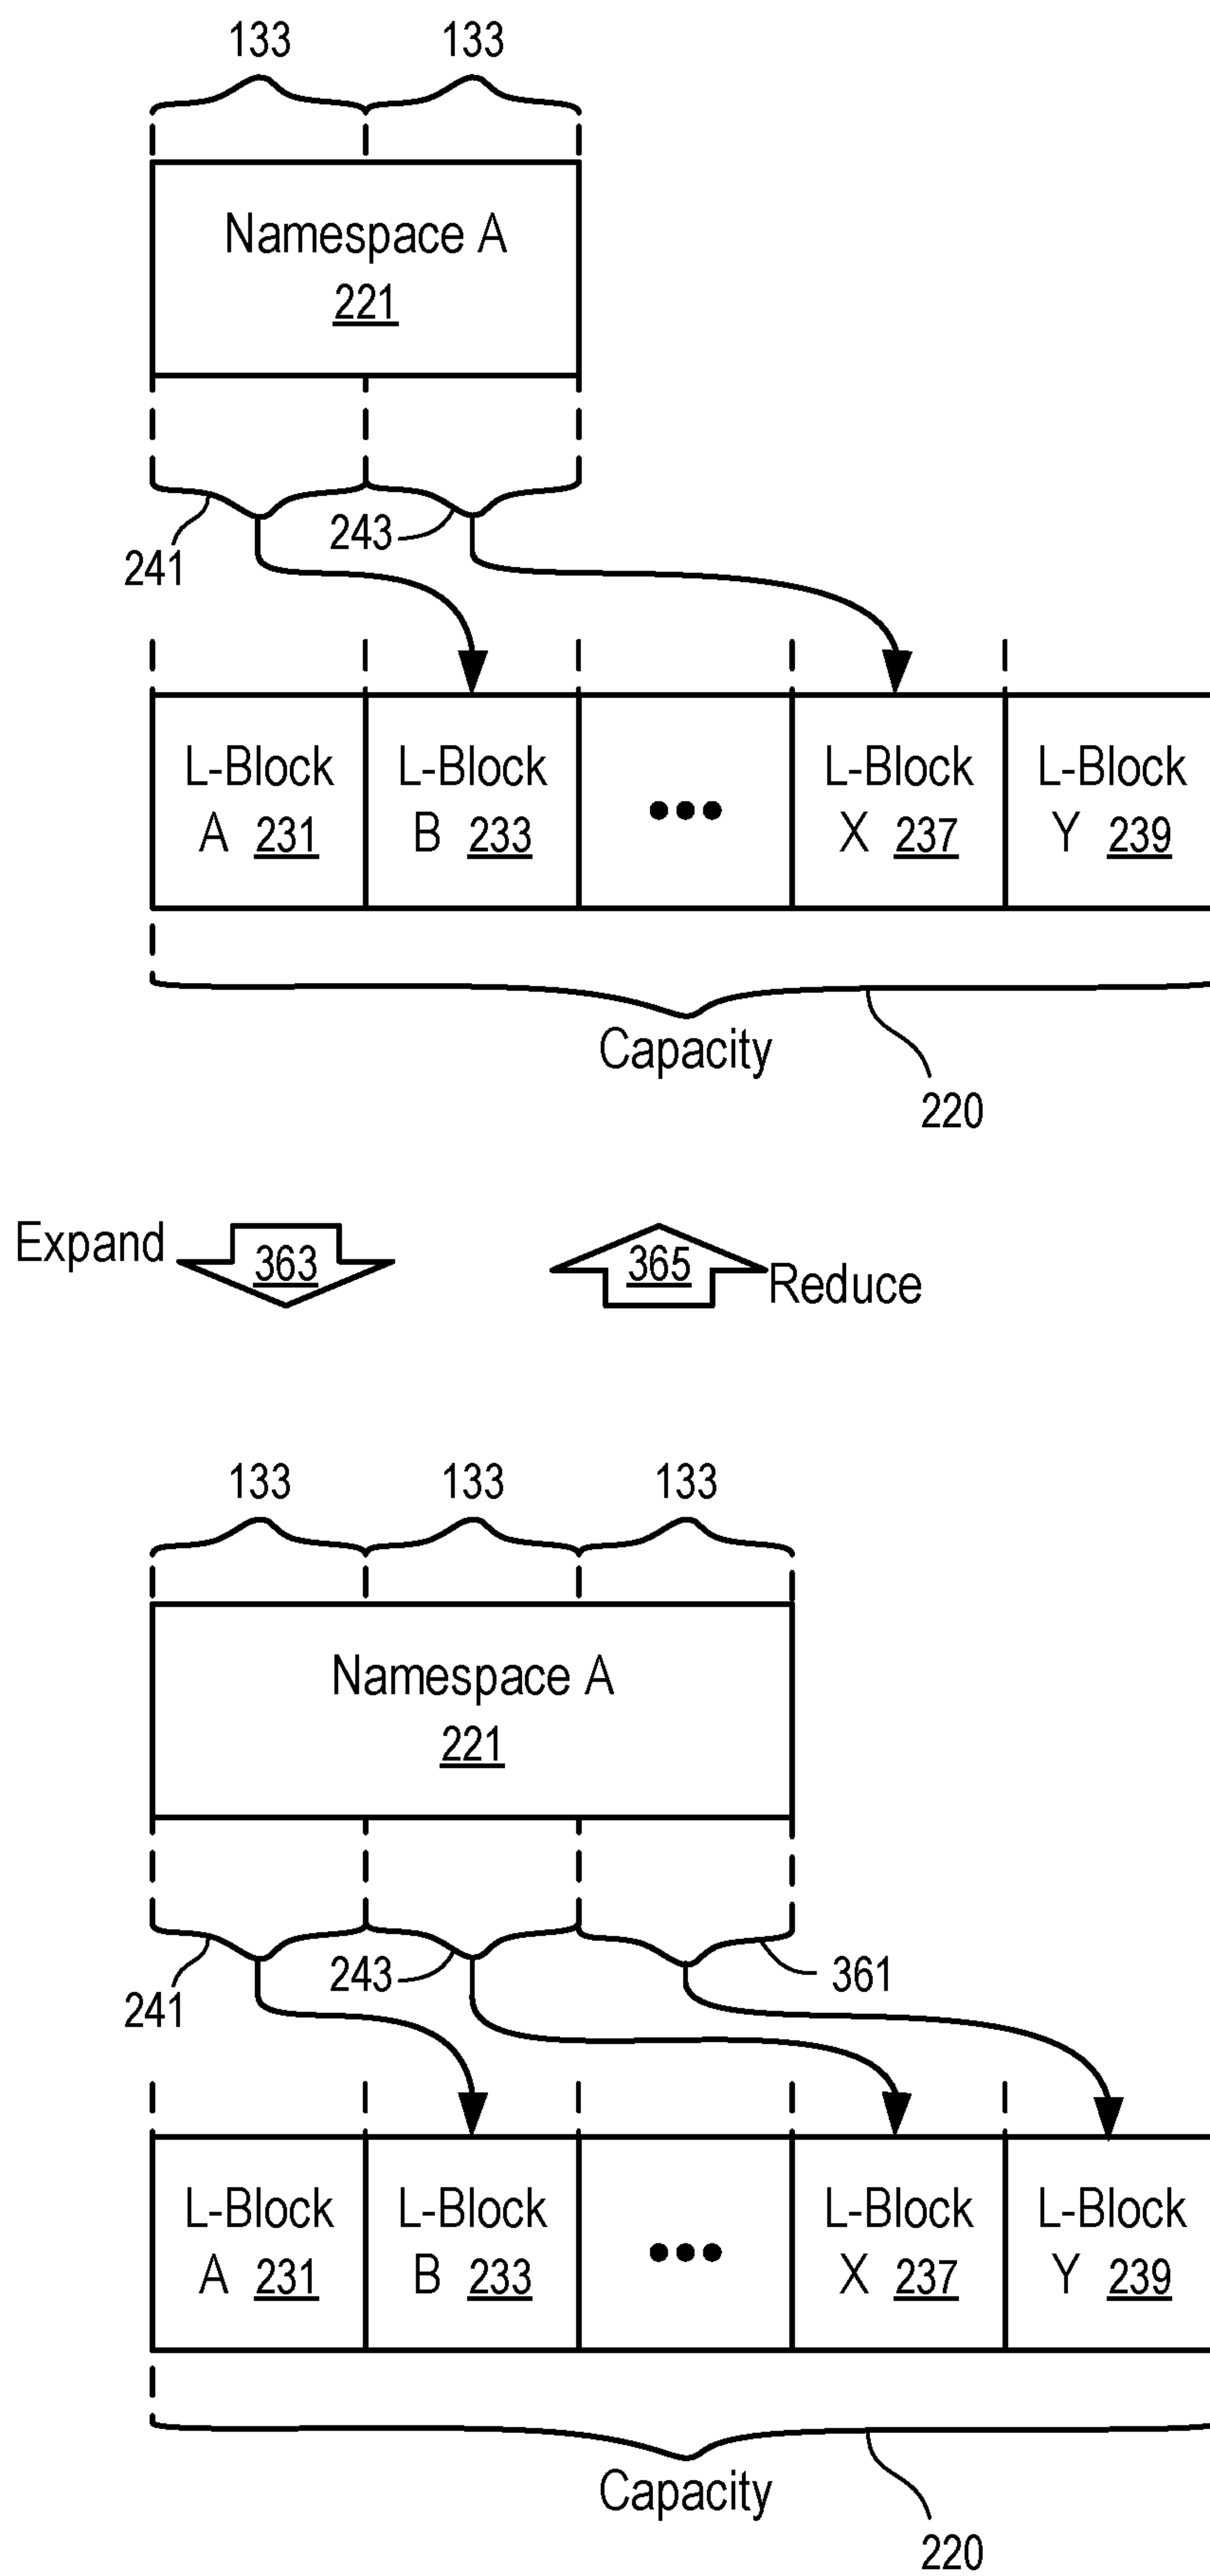 133 133
Namespace A
221
241 243
L-Block L-Block L-Block L-Block
A 231 B 233 ●●● X 237 Y 239
Capacity
220
Expand 363 365 Reduce
133 133 133
Namespace A
221
241 243 361
L-Block L-Block L-Block L-Block
A 231 B 233 ●●● X 237 Y 239
Capacity
220